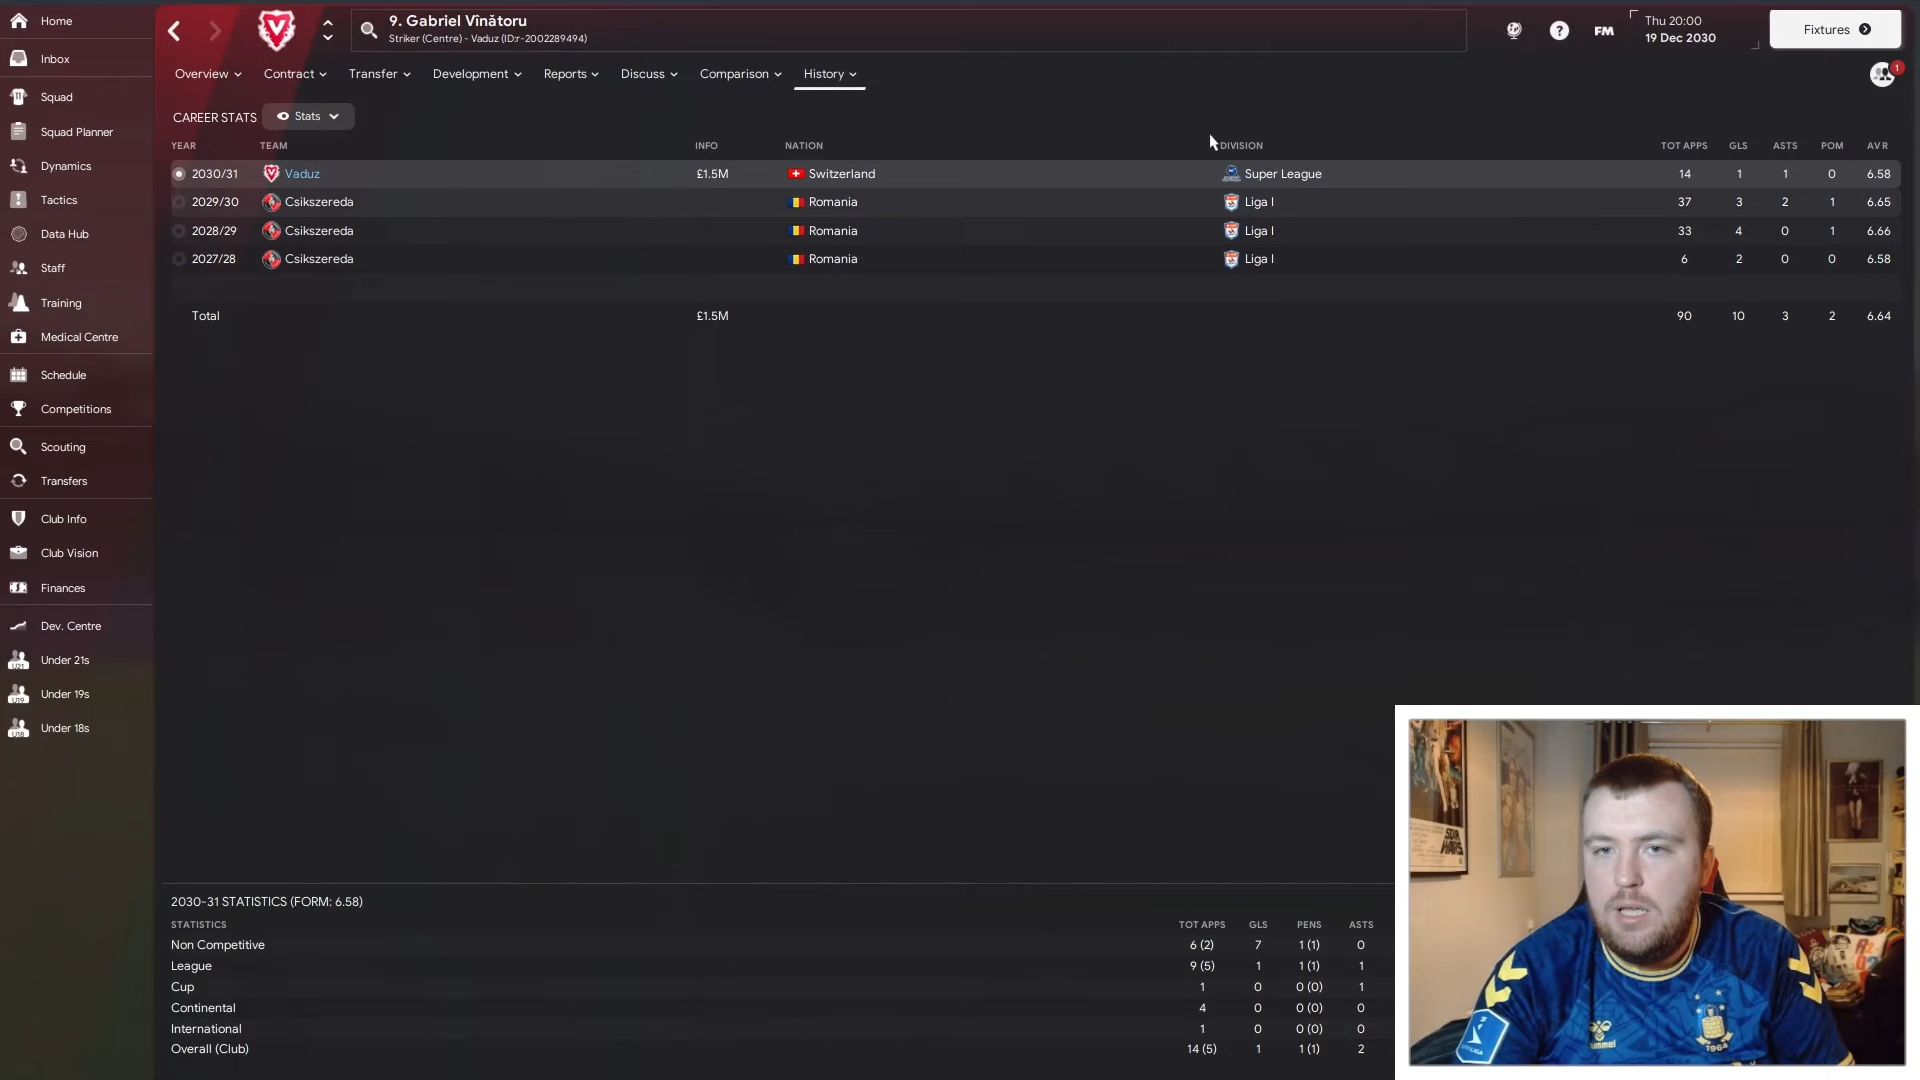 Home
Inbox
Squad
Squad Planner
Dynamics
Tactics
Data Hub
Staff
Training
Medical Centre
Schedule
Competitions
Scouting
Transfers
Club Info
Club Vision
Finances
Dev. Centre
Under 21s
Under 19s
Under 18s
9. Gabriel Vînătoru
Striker (Centre) - Vaduz (ID:r-2002289494)
FM
Thu 20:00
19 Dec 2030
Fixtures
Overview Contract Transfer Development Reports Discuss Comparison History
1
CAREER STATS Stats
YEAR TEAM INFO NATION DIVISION TOT APPS GLS ASTS POM AV R
2030/31 Vaduz £1.5M Switzerland Super League 14 1 1 0 6.58
2029/30 Csikszereda Romania Liga I 37 3 2 1 6.65
2028/29 Csikszereda Romania Liga I 33 4 0 1 6.66
2027/28 Csikszereda Romania Liga I 6 2 0 0 6.58
Total £1.5M 90 10 3 2 6.64
2030-31 STATISTICS (FORM: 6.58)
STATISTICS TOT APPS GLS PENS ASTS
Non Competitive 6 (2) 7 1 (1) 0
League 9 (5) 1 1 (1) 1
Cup 1 0 0 (0) 1
Continental 4 0 0 (0) 0
International 1 0 0 (0) 0
Overall (Club) 14 (5) 1 1 (1) 2
STAR
WARS
hummel
1964